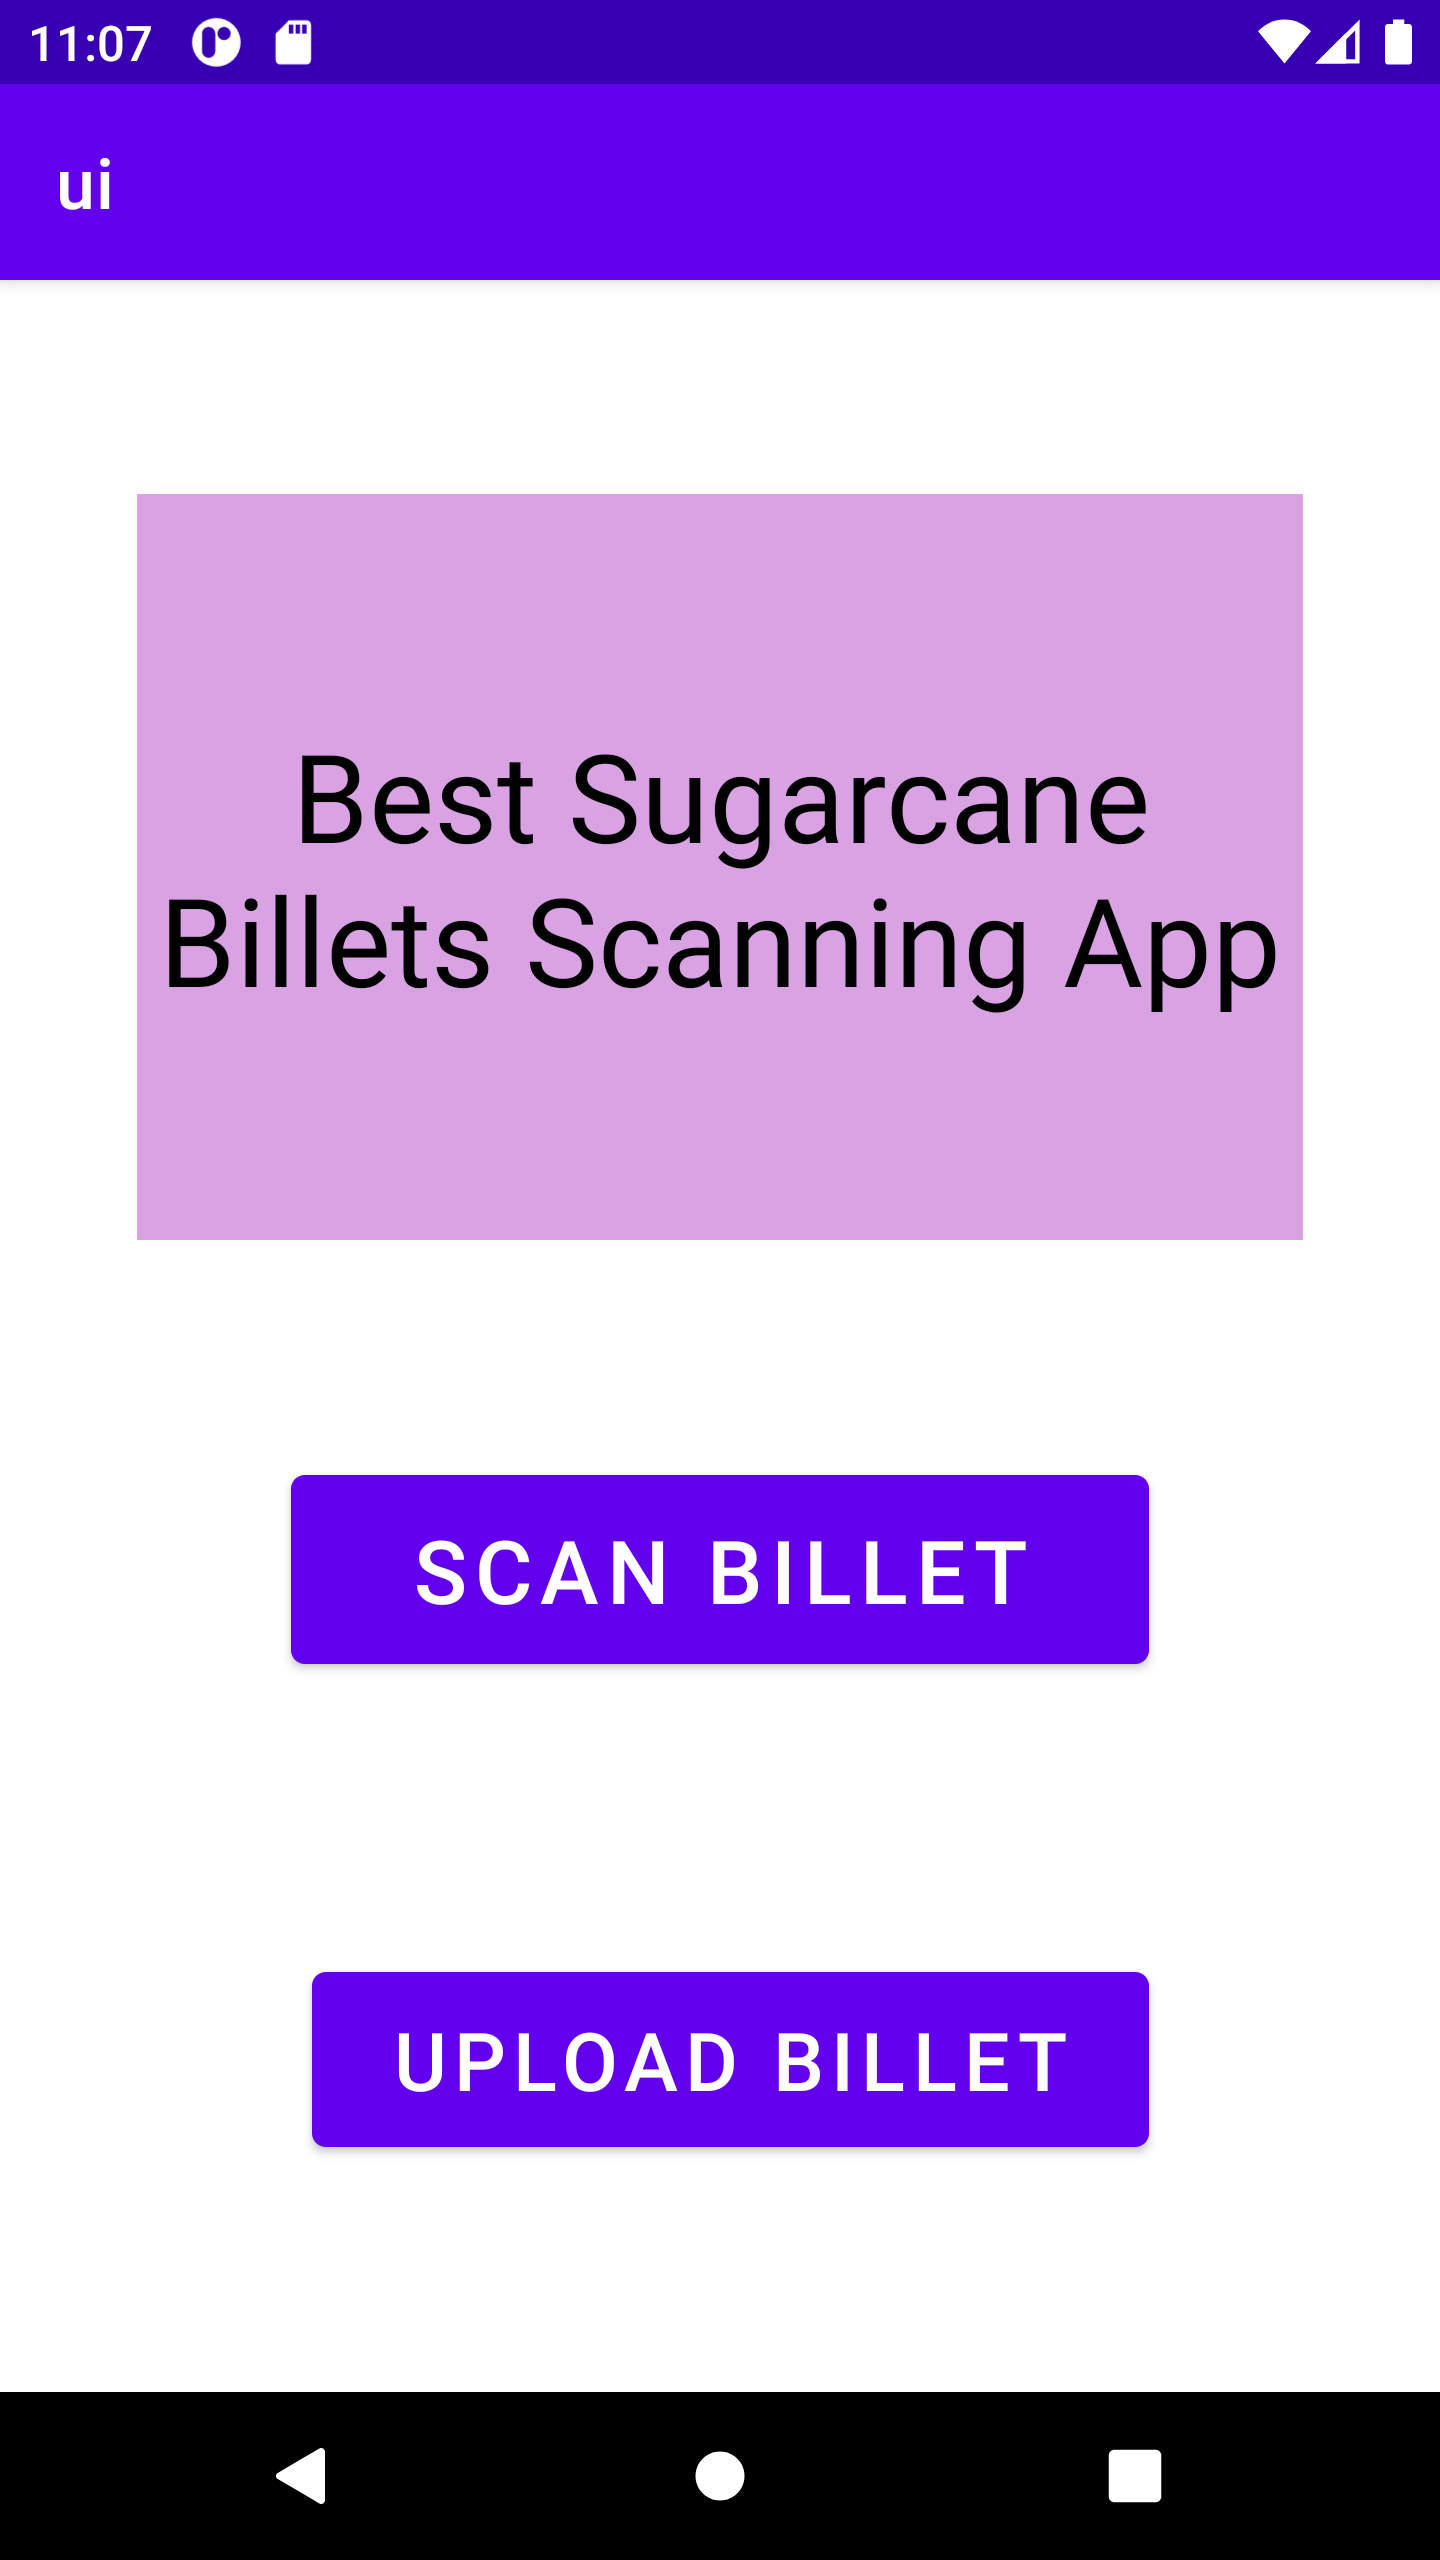 11:07
ui
Best Sugarcane
Billets Scanning App
SCAN BILLET
UPLOAD BILLET